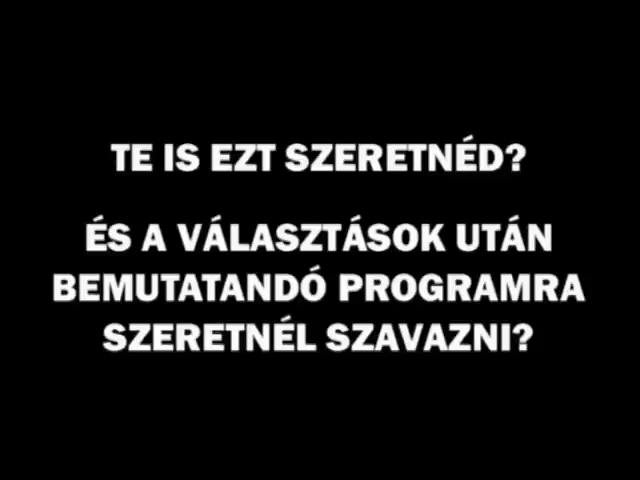 TE IS EZT SZERETNÉD?
ÉS A VÁLASZTÁSOK UTÁN
BEMUTATANDÓ PROGRAMRA
SZERETNÉL SZAVAZNI?